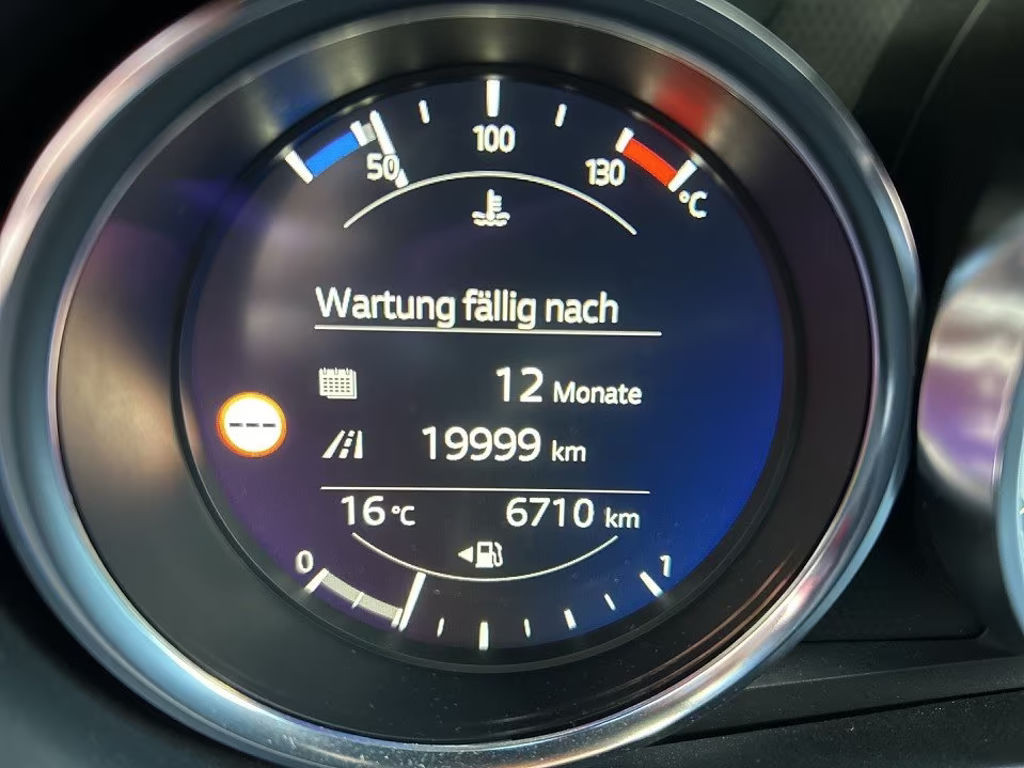 50 100 130 °C
Wartung fällig nach
12 Monate
19999 km
16 °C 6710 km
0 1